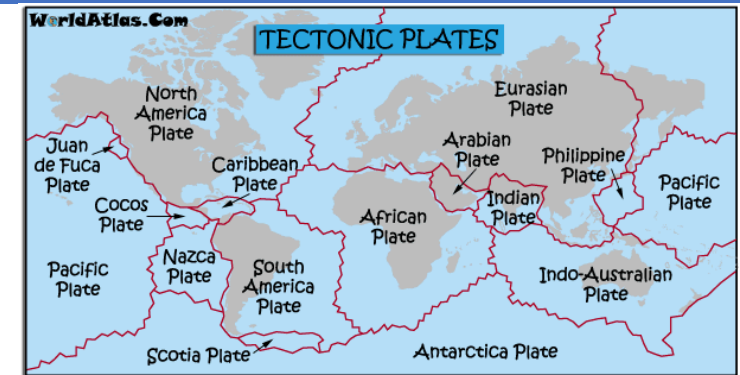 WorldAtlas.Com
TECTONIC PLATES
North
America
Plate
Eurasian
Plate
Juan
de Fuca
Plate
Caribbean
Plate
Arabian
Plate
Philippine
Plate
Pacific
Plate
Cocos
Plate
African
Plate
Indian
Plate
Pacific
Plate
Nazca
Plate
South
America
Plate
Indo-Australian
Plate
Scotia Plate
Antarctica Plate